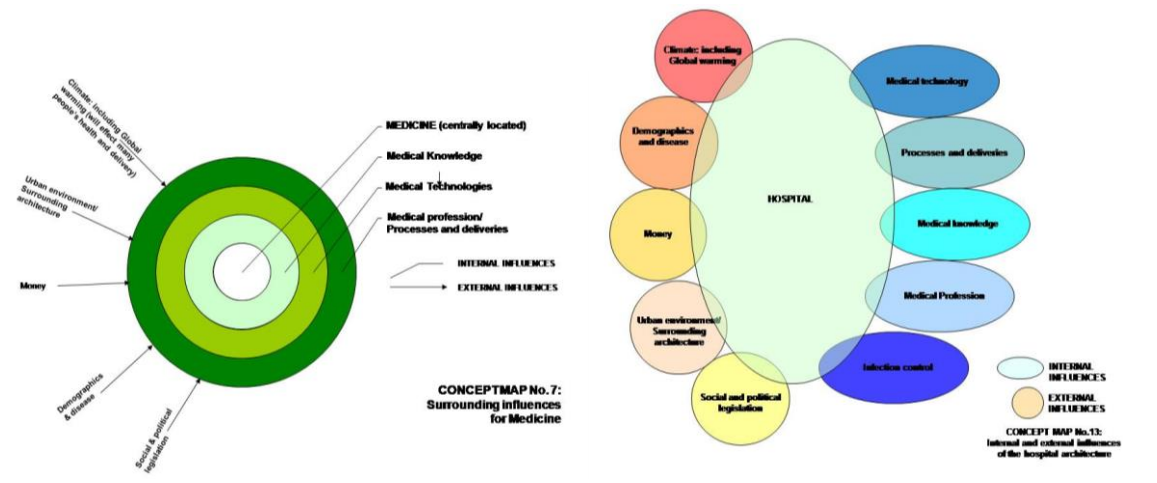 Climate: including Global
warming (will effect many
people's health and delivery)
Urban environment/
Surrounding
architecture
Money
Demographics
& disease
Social & political
legislation
MEDICINE (centrally located)
Medical Knowledge
Medical Technologies
Medical profession/
Processes and deliveries
INTERNAL INFLUENCES
EXTERNAL INFLUENCES
CONCEPTMAP No. 7:
Surrounding influences
for Medicine
Climate: including
Global warming
Demographics
and disease
Money
Urban environment/
Surrounding
architecture
Social and political
legislation
HOSPITAL
Medical technology
Processes and deliveries
Medical knowledge
Medical Profession
Infection control
INTERNAL
INFLUENCES
EXTERNAL
INFLUENCES
CONCEPT MAP No.13:
Internal and external influences
of the hospital architecture